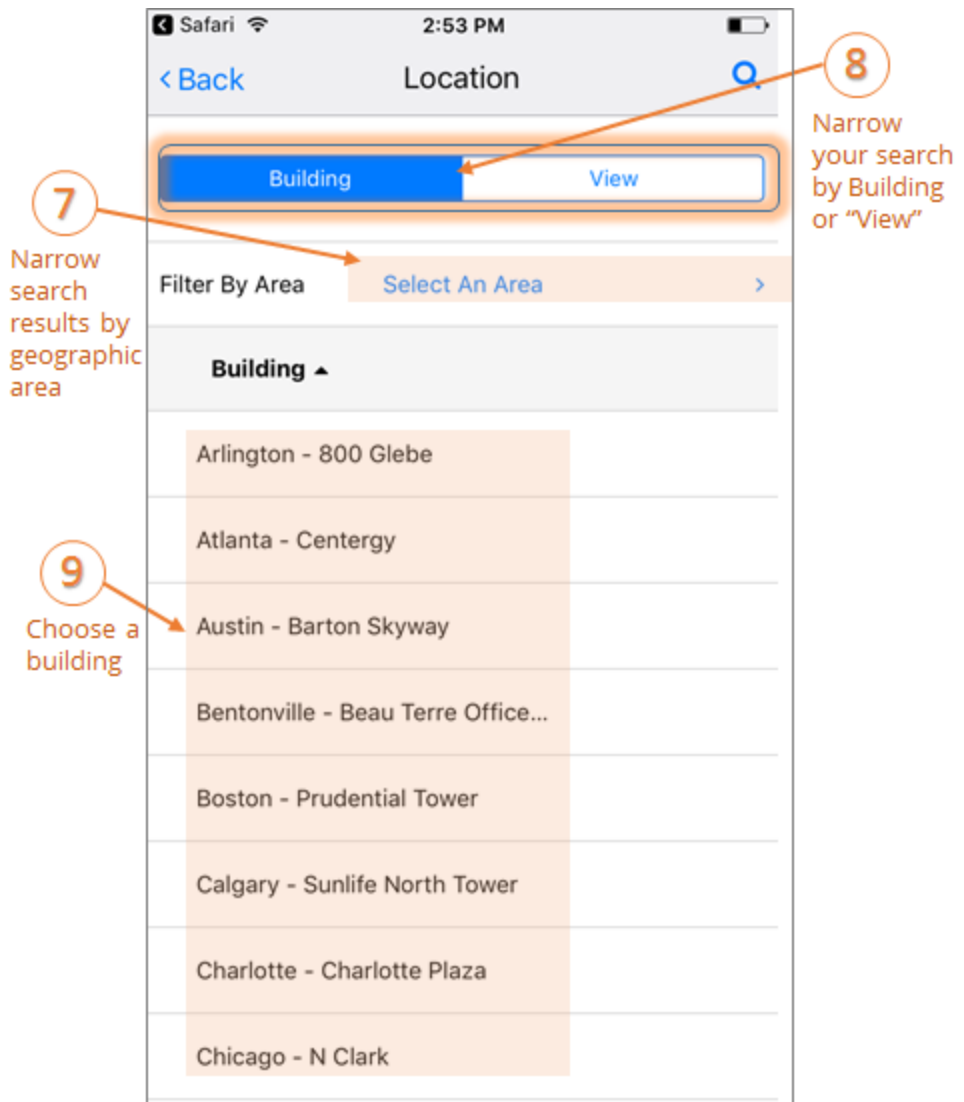 Safari 2:53 PM
< Back Location
8
Narrow
your search
by Building
or “View”
Building View
7
Narrow
search
results by
geographic
area
Filter By Area Select An Area >
Building ▲
Arlington - 800 Glebe
Atlanta - Centergy
9
Choose a
building
Austin - Barton Skyway
Bentonville - Beau Terre Office...
Boston - Prudential Tower
Calgary - Sunlife North Tower
Charlotte - Charlotte Plaza
Chicago - N Clark